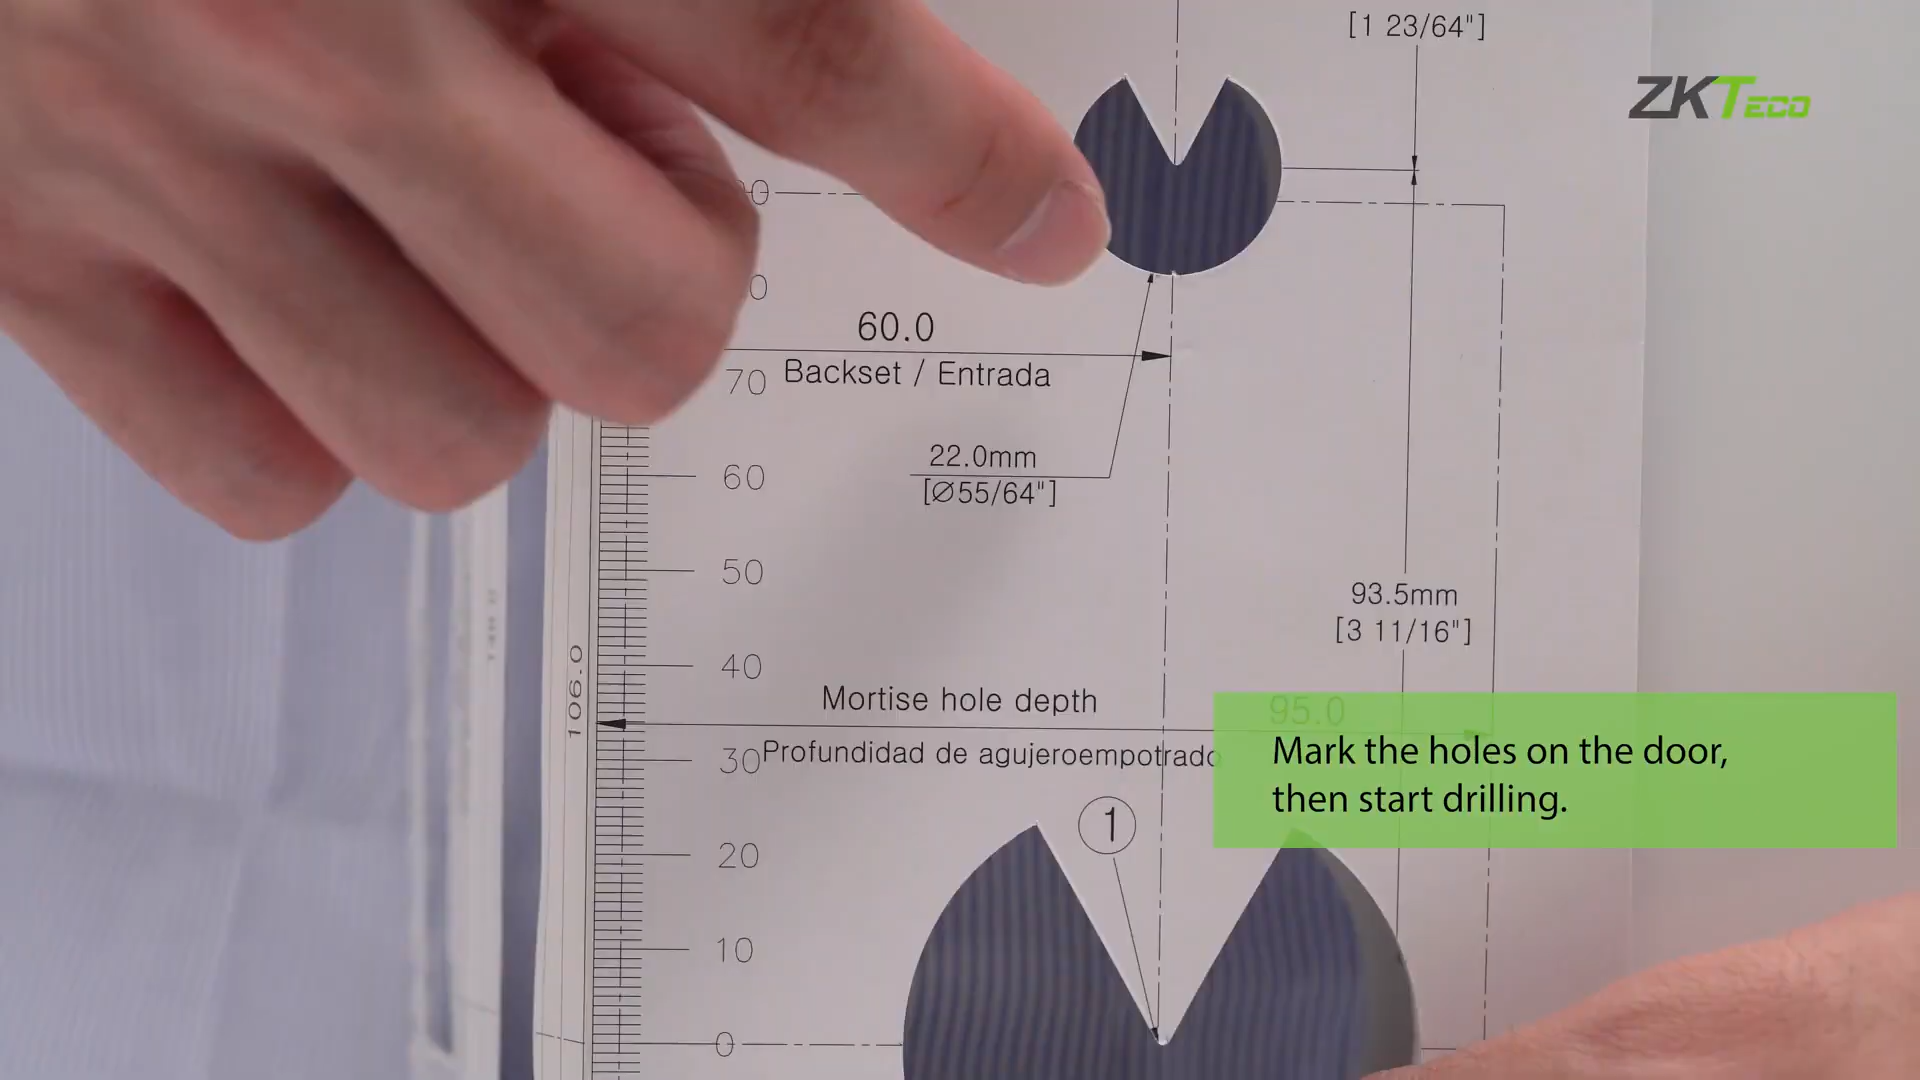 [1 23/64"]
ZKTeco
60.0
Backset / Entrada
70
22.0mm
[Ø55/64"]
60
50
93.5mm
[3 11/16"]
40
106.0
Mortise hole depth
95.0
30
Profundidad de agujeroempotrado
Mark the holes on the door,
then start drilling.
1
20
10
0